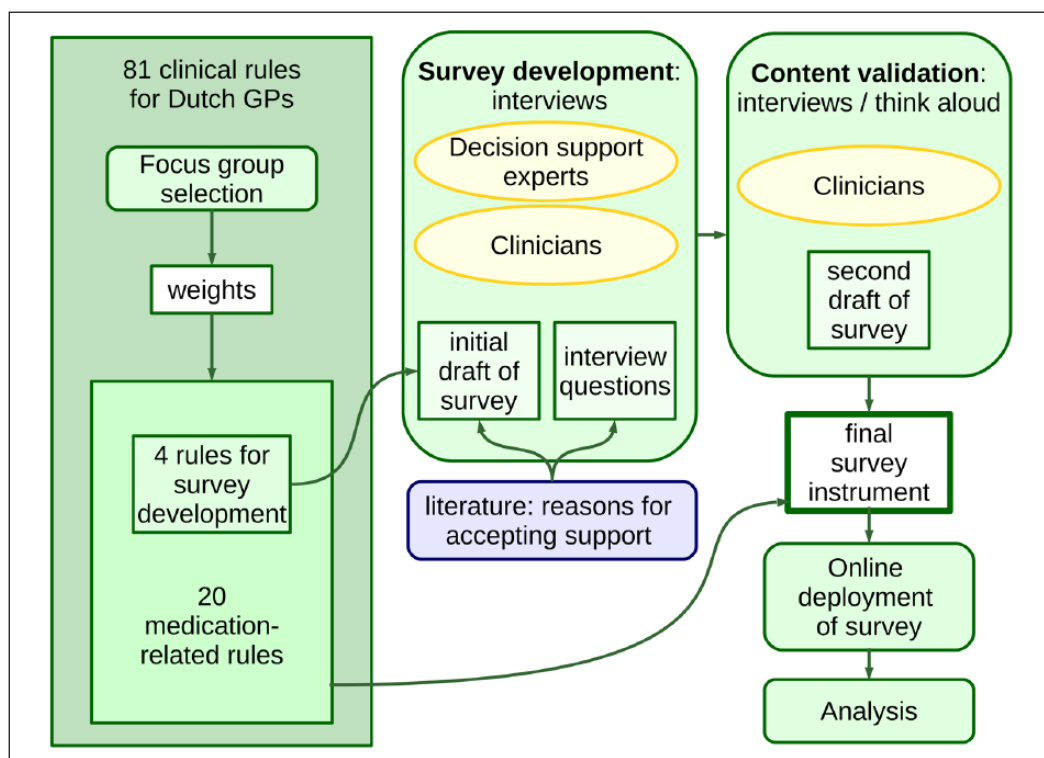 81 clinical rules
for Dutch GPs
Focus group
selection
weights
4 rules for
survey
development
20
medication-
related rules
Survey development:
interviews
Decision support
experts
Clinicians
initial
draft of
survey
interview
questions
literature: reasons for
accepting support
Content validation:
interviews / think aloud
Clinicians
second
draft of
survey
final
survey
instrument
Online
deployment
of survey
Analysis